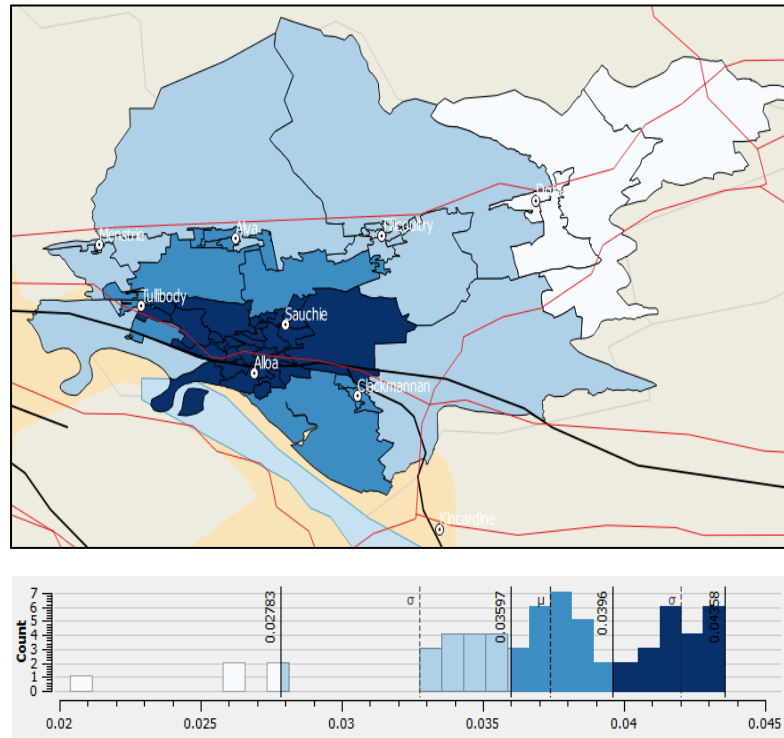 Menstrie
Alva
Tillicoultry
Tullibody
Sauchie
Alloa
Clackmannan
Kincardine
Count
7
6
5
4
3
2
1
0
0.02783
σ
0.03597
μ
0.0396
σ
0.04358
0.02 0.025 0.03 0.035 0.04 0.045